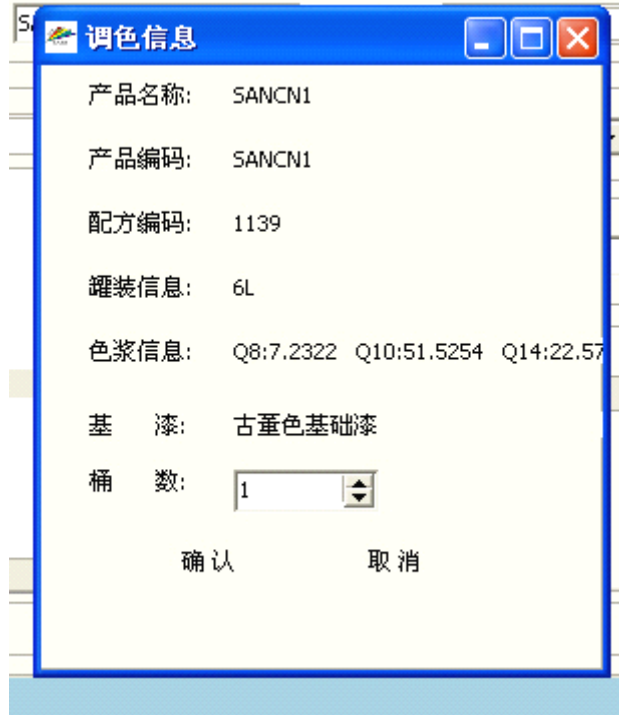 调色信息
产品名称: SANCN1
产品编码: SANCN1
配方编码: 1139
罐装信息: 6L
色浆信息: Q8:7.2322 Q10:51.5254 Q14:22.57
基 漆: 古董色基础漆
桶 数: 1
确认 取消